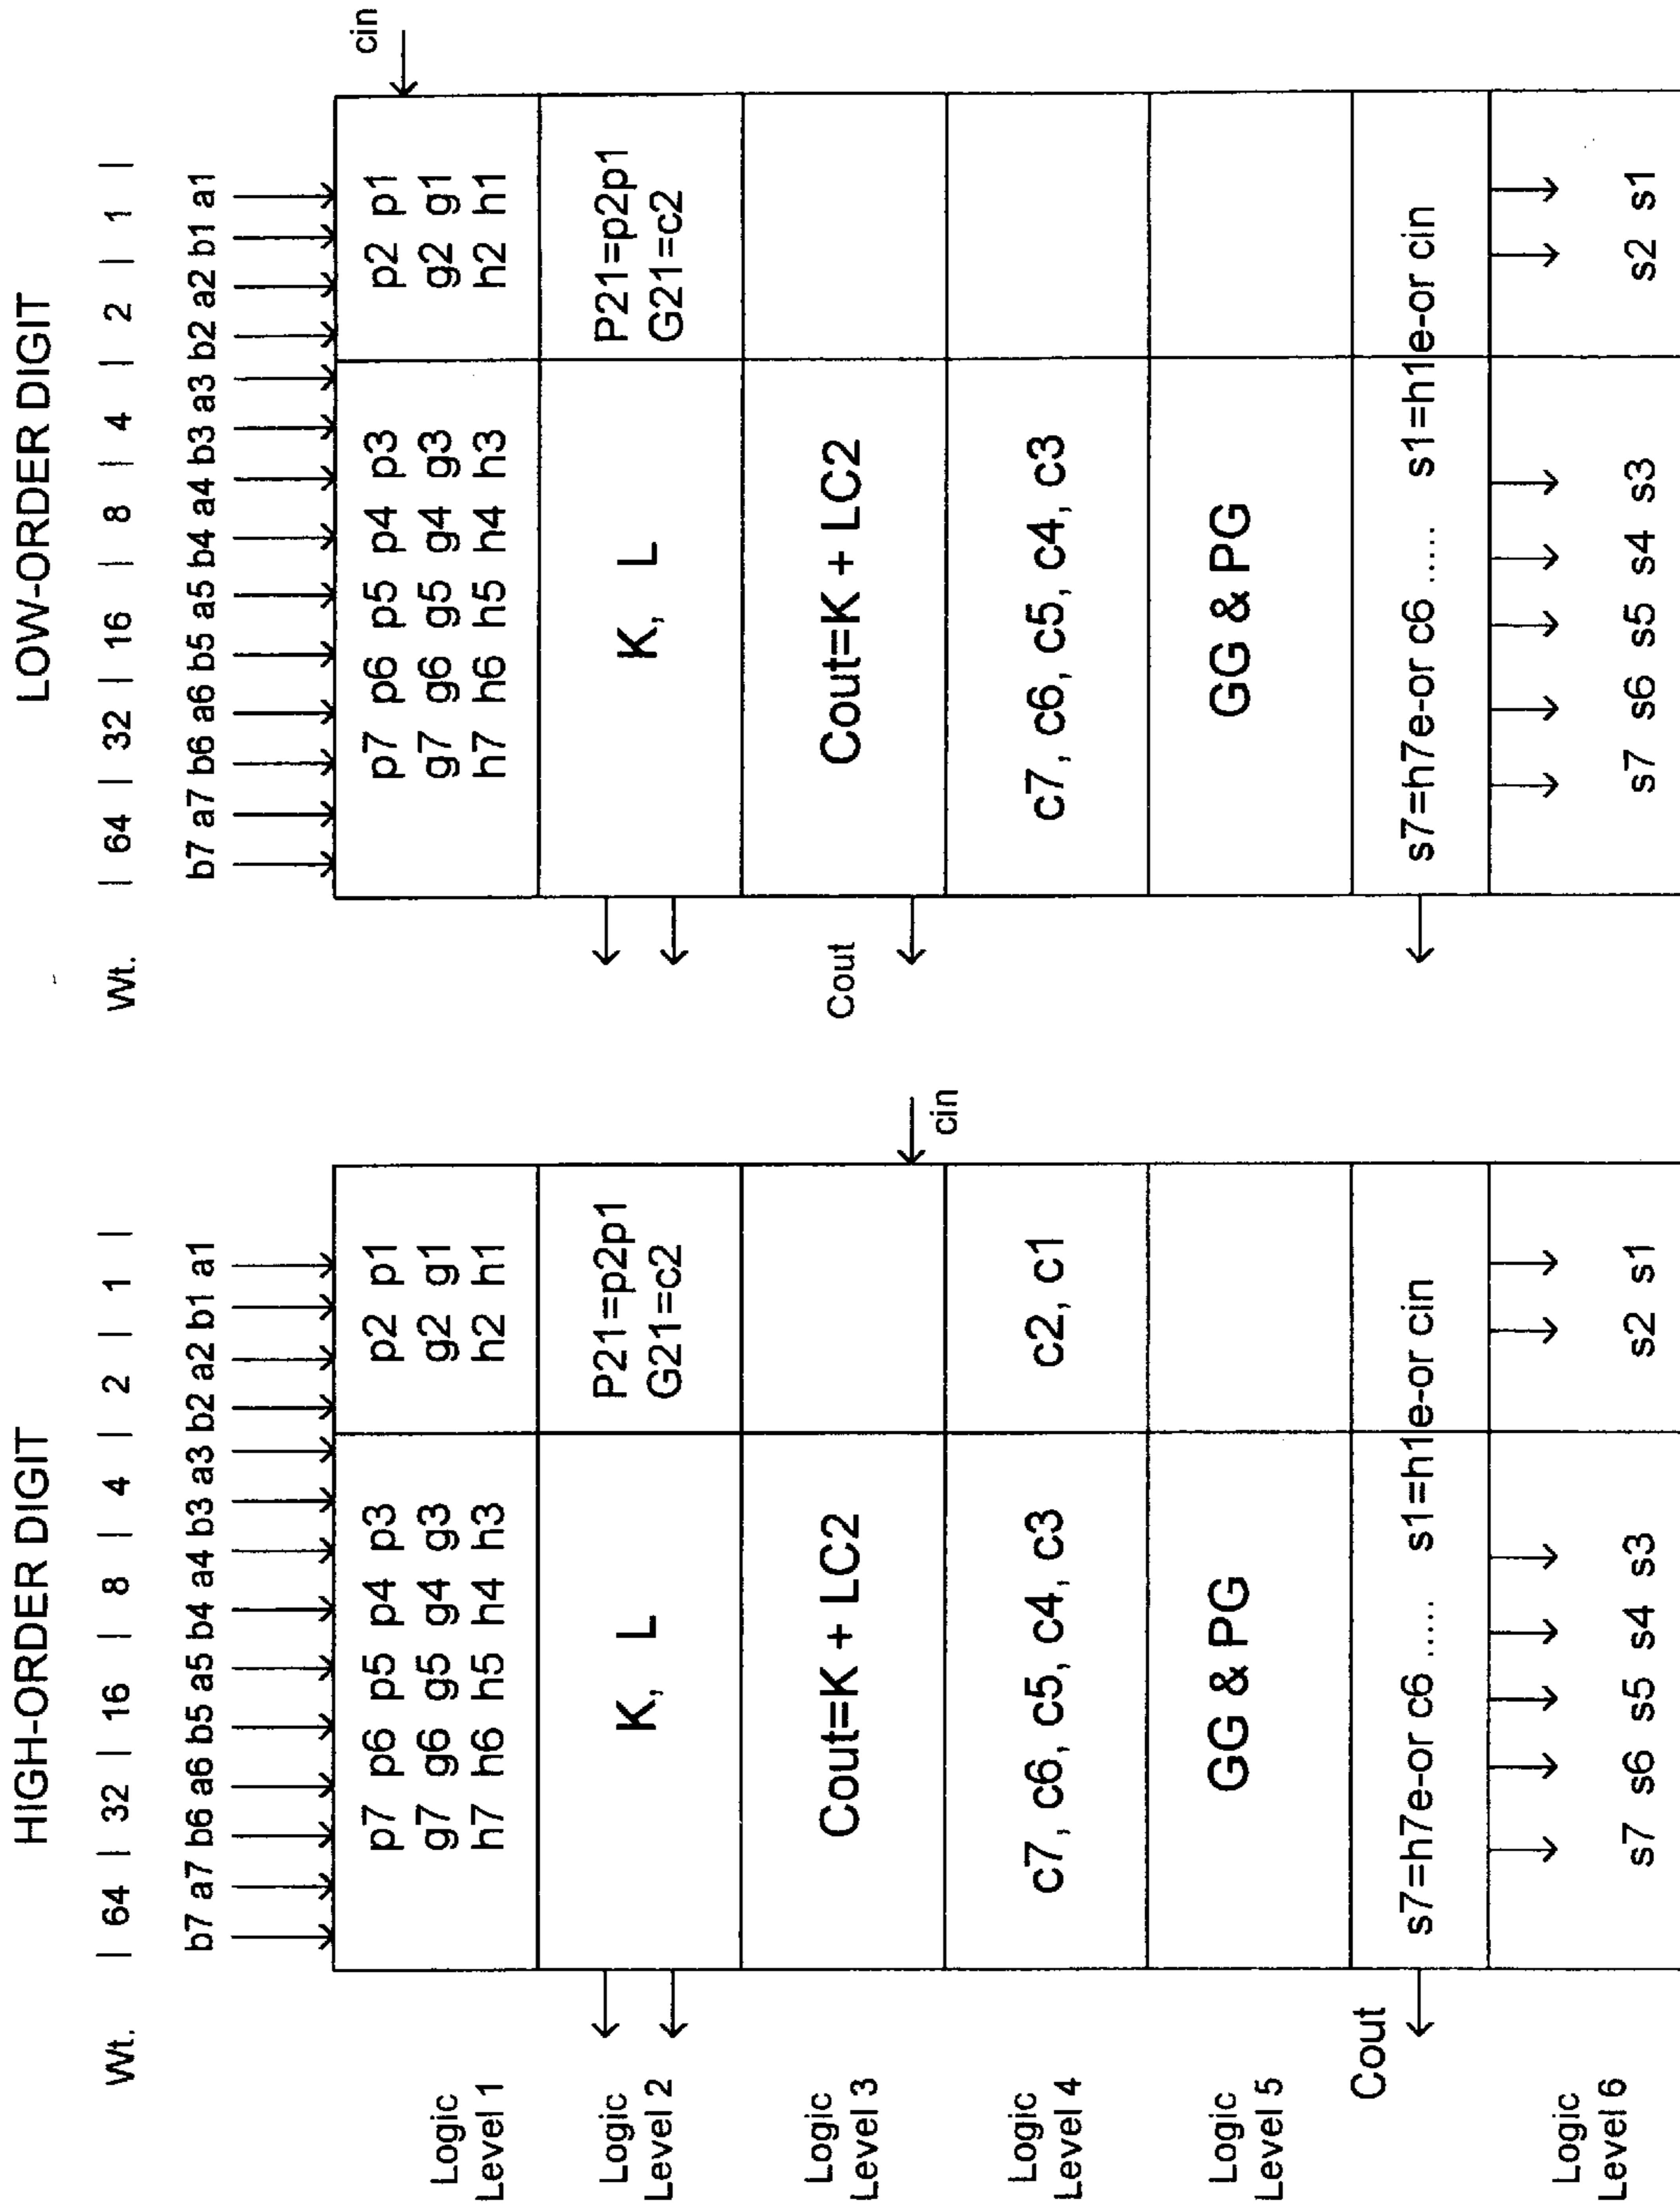 HIGH-ORDER DIGIT
Wt. | 64 | 32 | 16 | 8 | 4 | 2 | 1 |
b7 a7 b6 a6 b5 a5 b4 a4 b3 a3 b2 a2 b1 a1
Logic
Level 1
p7 p6 p5 p4 p3 p2 p1
g7 g6 g5 g4 g3 g2 g1
h7 h6 h5 h4 h3 h2 h1
Logic
Level 2
K, L
P21=p2p1
G21=c2
Logic
Level 3
Cout=K + LC2
cin
Logic
Level 4
c7, c6, c5, c4, c3
c2, c1
Logic
Level 5
GG & PG
Cout
s7=h7e-or c6 ..... s1=h1e-or cin
Logic
Level 6
s7 s6 s5 s4 s3 s2 s1
LOW-ORDER DIGIT
Wt. | 64 | 32 | 16 | 8 | 4 | 2 | 1 |
b7 a7 b6 a6 b5 a5 b4 a4 b3 a3 b2 a2 b1 a1
cin
p7 p6 p5 p4 p3 p2 p1
g7 g6 g5 g4 g3 g2 g1
h7 h6 h5 h4 h3 h2 h1
K, L
P21=p2p1
G21=c2
Cout
Cout=K + LC2
c7, c6, c5, c4, c3
GG & PG
s7=h7e-or c6 ..... s1=h1e-or cin
s7 s6 s5 s4 s3 s2 s1